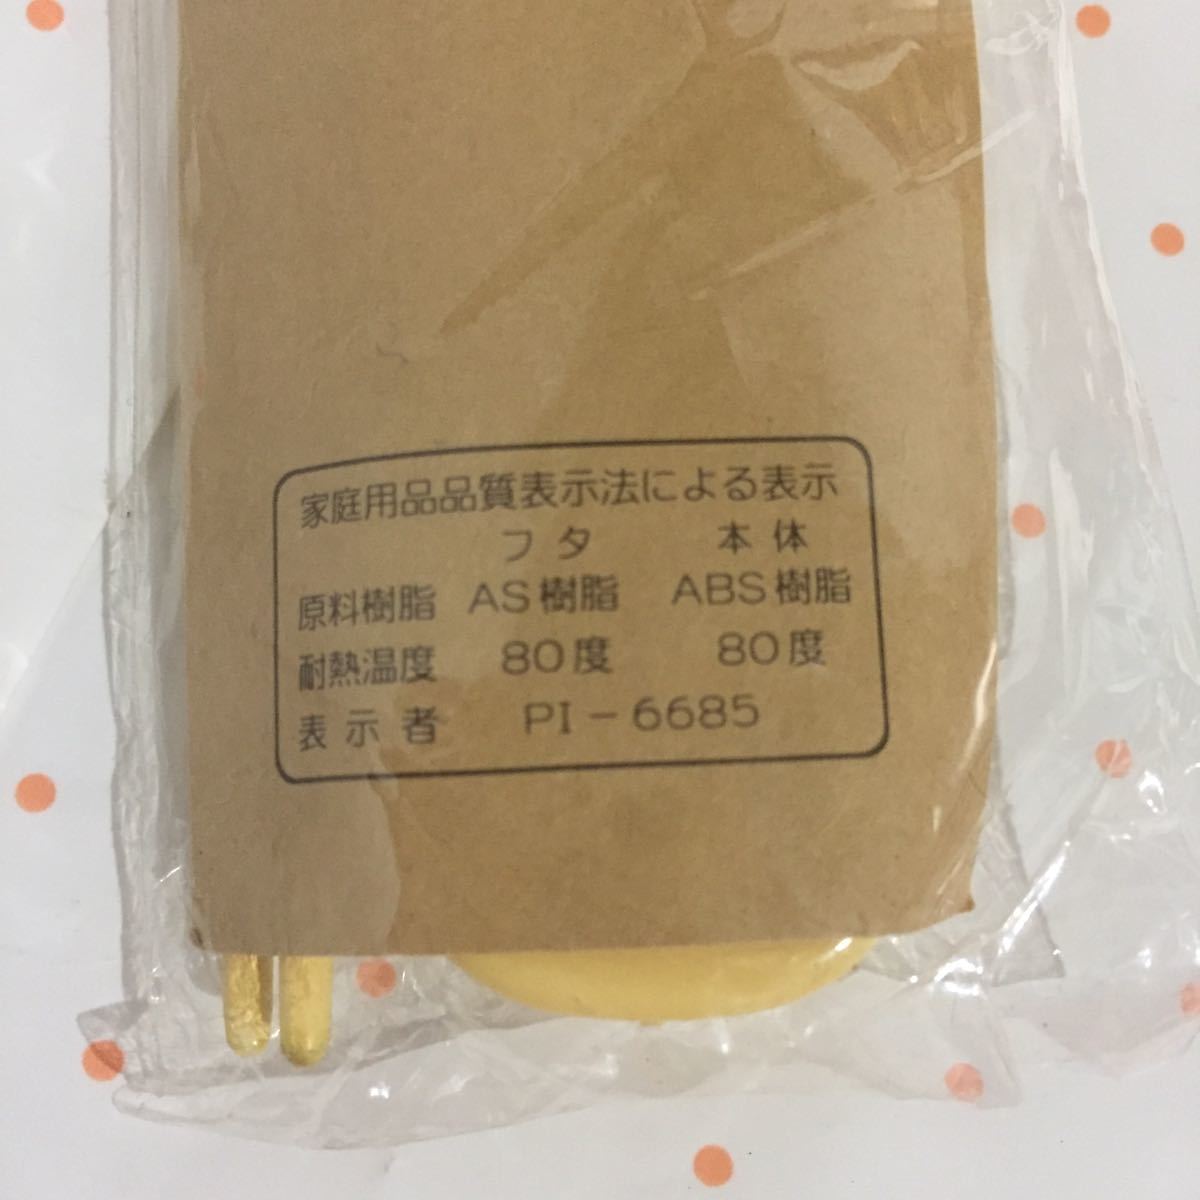 家庭用品品質表示法による表示
フタ 本体
原料樹脂 AS樹脂 ABS樹脂
耐熱温度 80度 80度
表示者 PI-6685